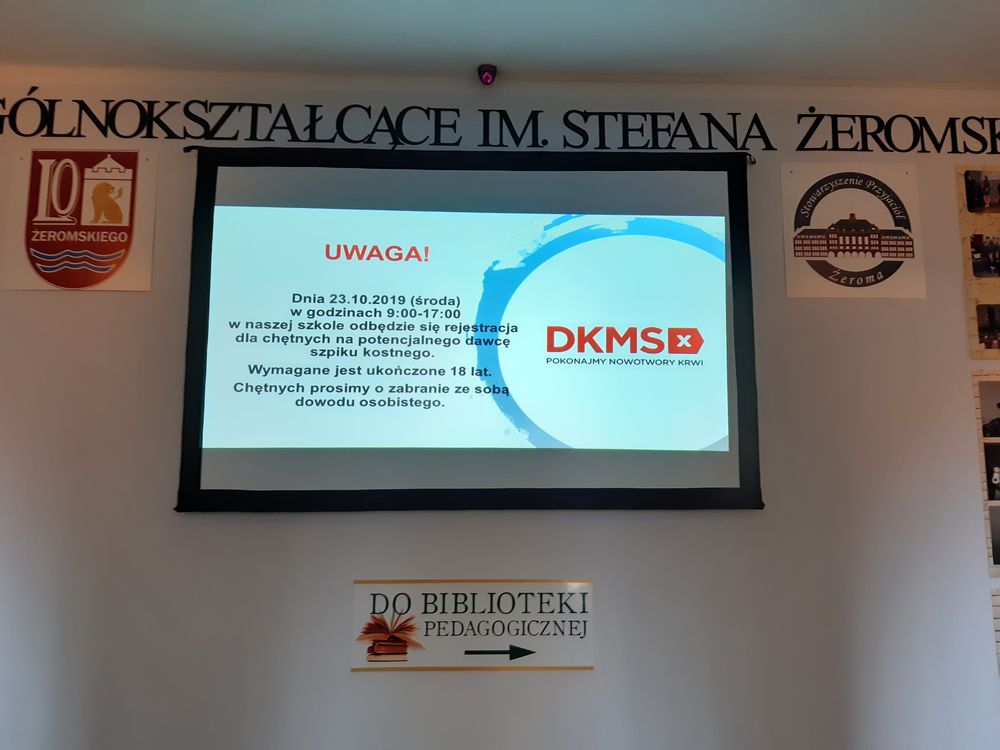 GÓLNOKSZTAŁCĄCE IM. STEFANA ŻEROMSK
LO
ŻEROMSKIEGO
Stowarzyszenie Przyjaciół
Żeroma
UWAGA!
Dnia 23.10.2019 (środa)
w godzinach 9:00-17:00
w naszej szkole odbędzie się rejestracja
dla chętnych na potencjalnego dawcę
szpiku kostnego.
Wymagane jest ukończone 18 lat.
Chętnych prosimy o zabranie ze sobą
dowodu osobistego.
DKMS
POKONAJMY NOWOTWORY KRWI
DO BIBLIOTEKI
PEDAGOGICZNEJ